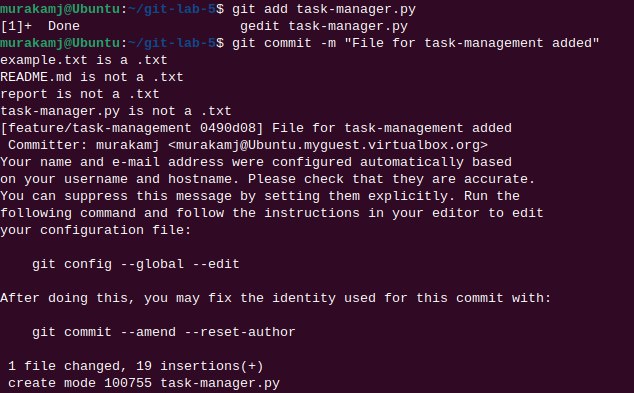 murakamj@Ubuntu:~/git-lab-5$ git add task-manager.py
[1]+  Done                    gedit task-manager.py
murakamj@Ubuntu:~/git-lab-5$ git commit -m "File for task-management added"
example.txt is a .txt
README.md is not a .txt
report is not a .txt
task-manager.py is not a .txt
[feature/task-management 0490d08] File for task-management added
 Committer: murakamj <murakamj@Ubuntu.myguest.virtualbox.org>
Your name and e-mail address were configured automatically based
on your username and hostname. Please check that they are accurate.
You can suppress this message by setting them explicitly. Run the
following command and follow the instructions in your editor to edit
your configuration file:
    git config --global --edit
After doing this, you may fix the identity used for this commit with:
    git commit --amend --reset-author
 1 file changed, 19 insertions(+)
 create mode 100755 task-manager.py